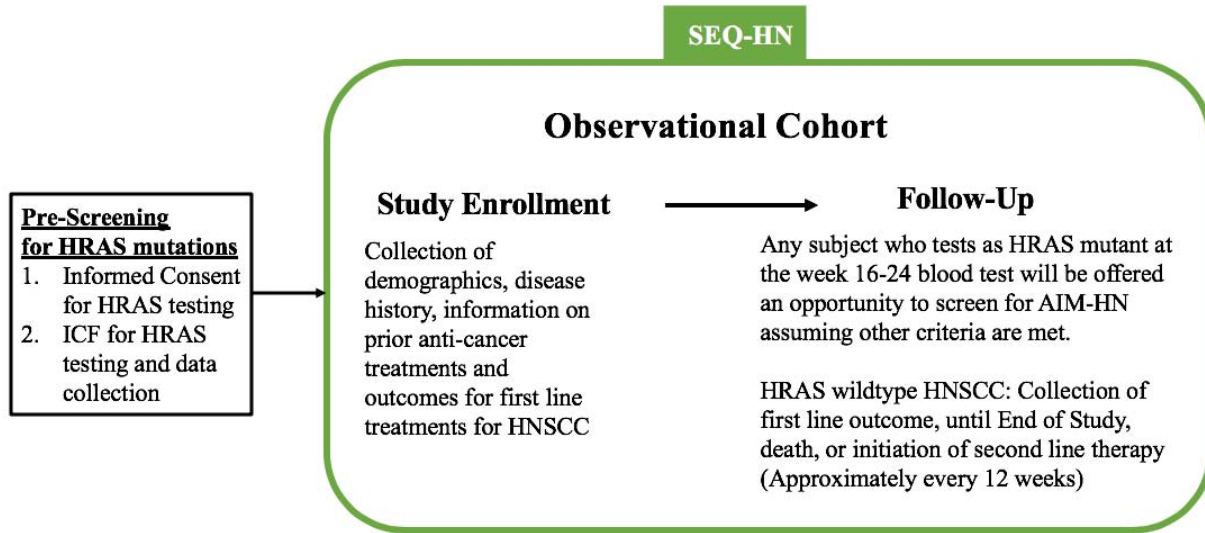 SEQ-HN
Observational Cohort
Pre-Screening
for HRAS mutations
1. Informed Consent
for HRAS testing
2. ICF for HRAS
testing and data
collection
Study Enrollment
Collection of
demographics, disease
history, information on
prior anti-cancer
treatments and
outcomes for first line
treatments for HNSCC
Follow-Up
Any subject who tests as HRAS mutant at
the week 16-24 blood test will be offered
an opportunity to screen for AIM-HN
assuming other criteria are met.
HRAS wildtype HNSCC: Collection of
first line outcome, until End of Study,
death, or initiation of second line therapy
(Approximately every 12 weeks)